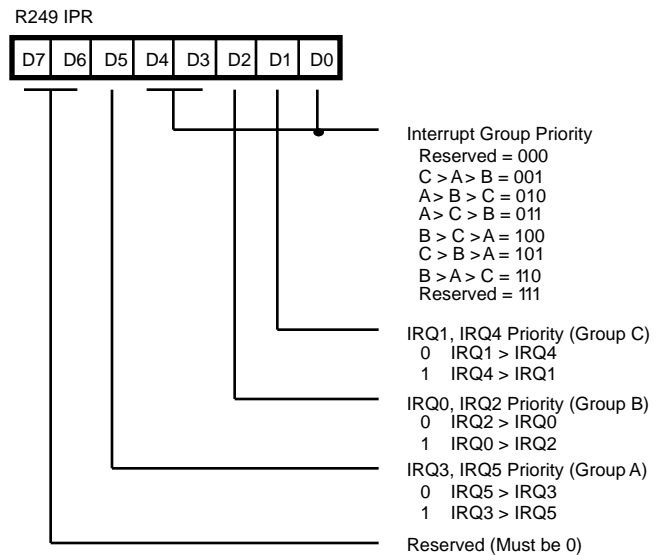 R249 IPR
D7 D6 D5 D4 D3 D2 D1 D0
Interrupt Group Priority
Reserved = 000
C > A > B = 001
A > B > C = 010
A > C > B = 011
B > C > A = 100
C > B > A = 101
B > A > C = 110
Reserved = 111
IRQ1, IRQ4 Priority (Group C)
0 IRQ1 > IRQ4
1 IRQ4 > IRQ1
IRQ0, IRQ2 Priority (Group B)
0 IRQ2 > IRQ0
1 IRQ0 > IRQ2
IRQ3, IRQ5 Priority (Group A)
0 IRQ5 > IRQ3
1 IRQ3 > IRQ5
Reserved (Must be 0)